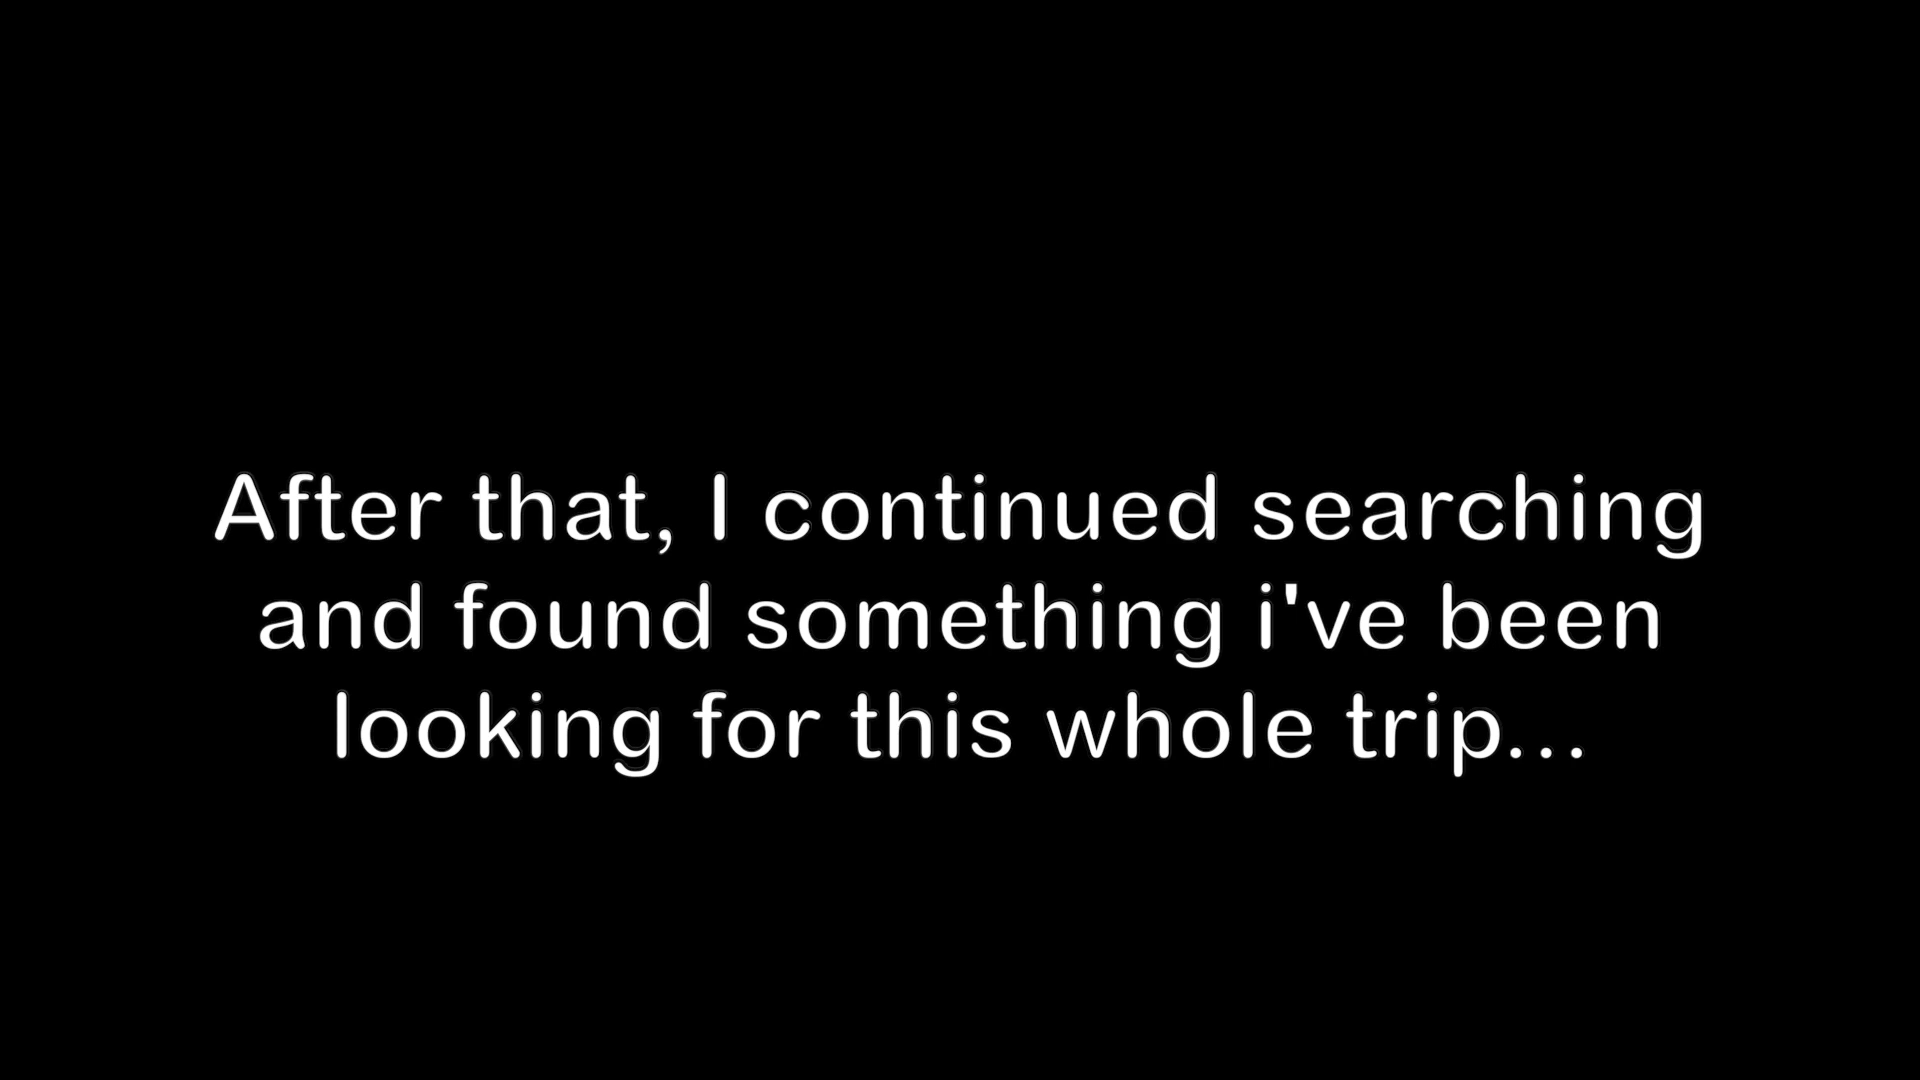 After that, I continued searching
and found something i've been
looking for this whole trip...